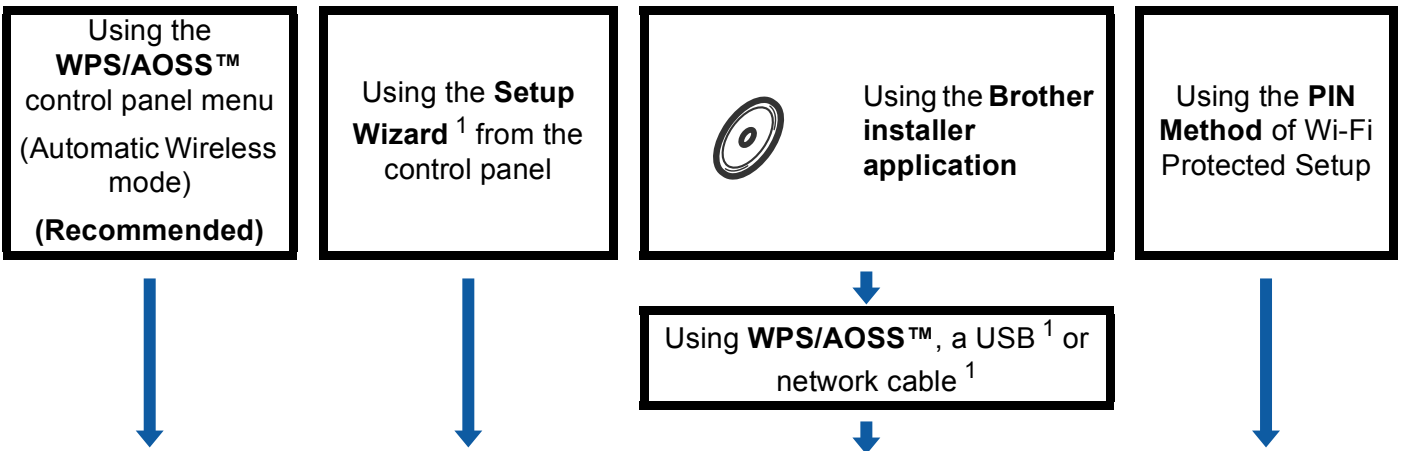 Using the
WPS/AOSS™
control panel menu
(Automatic Wireless
mode)
(Recommended)
Using the Setup
Wizard 1 from the
control panel
Using the Brother
installer
application
Using WPS/AOSS™, a USB 1 or
network cable 1
Using the PIN
Method of Wi-Fi
Protected Setup